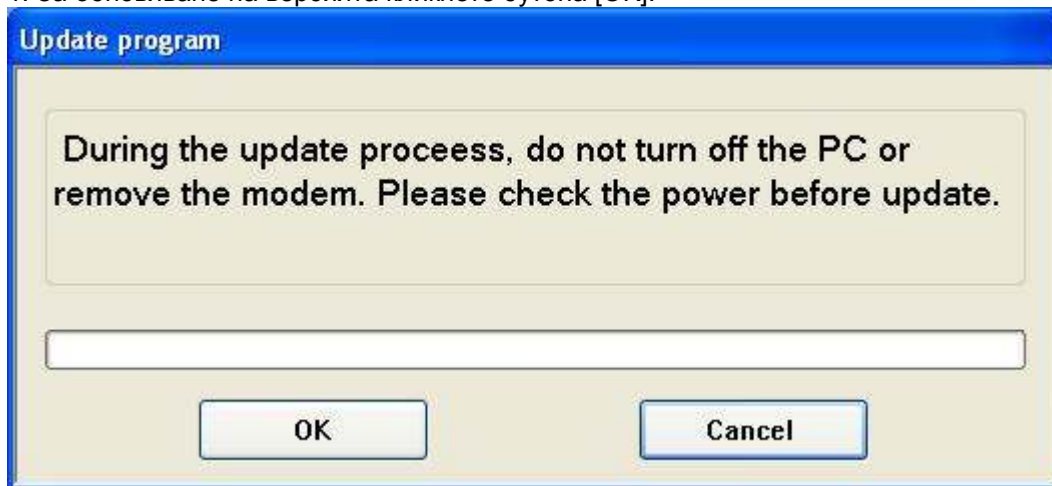 Update program
During the update proceess, do not turn off the PC or
remove the modem. Please check the power before update.
OK
Cancel